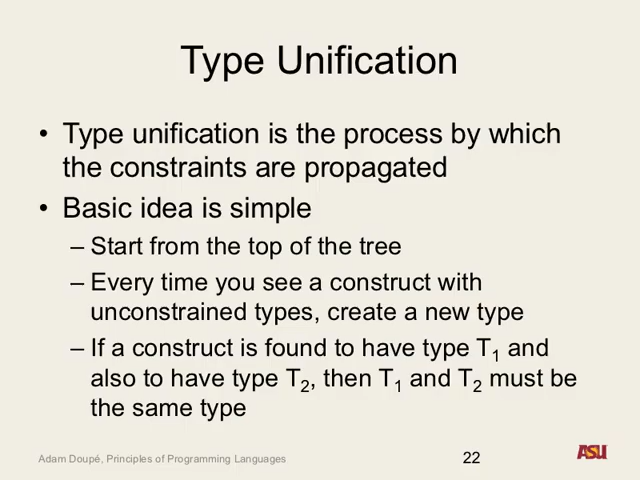 Type Unification
• Type unification is the process by which
the constraints are propagated
• Basic idea is simple
– Start from the top of the tree
– Every time you see a construct with
unconstrained types, create a new type
– If a construct is found to have type T₁ and
also to have type T₂, then T₁ and T₂ must be
the same type
Adam Doupé, Principles of Programming Languages
22
ASU